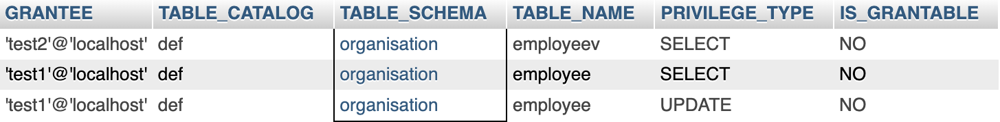 GRANTEE TABLE_CATALOG TABLE_SCHEMA TABLE_NAME PRIVILEGE_TYPE IS_GRANTABLE
'test2'@'localhost' def organisation employeev SELECT NO
'test1'@'localhost' def organisation employee SELECT NO
'test1'@'localhost' def organisation employee UPDATE NO